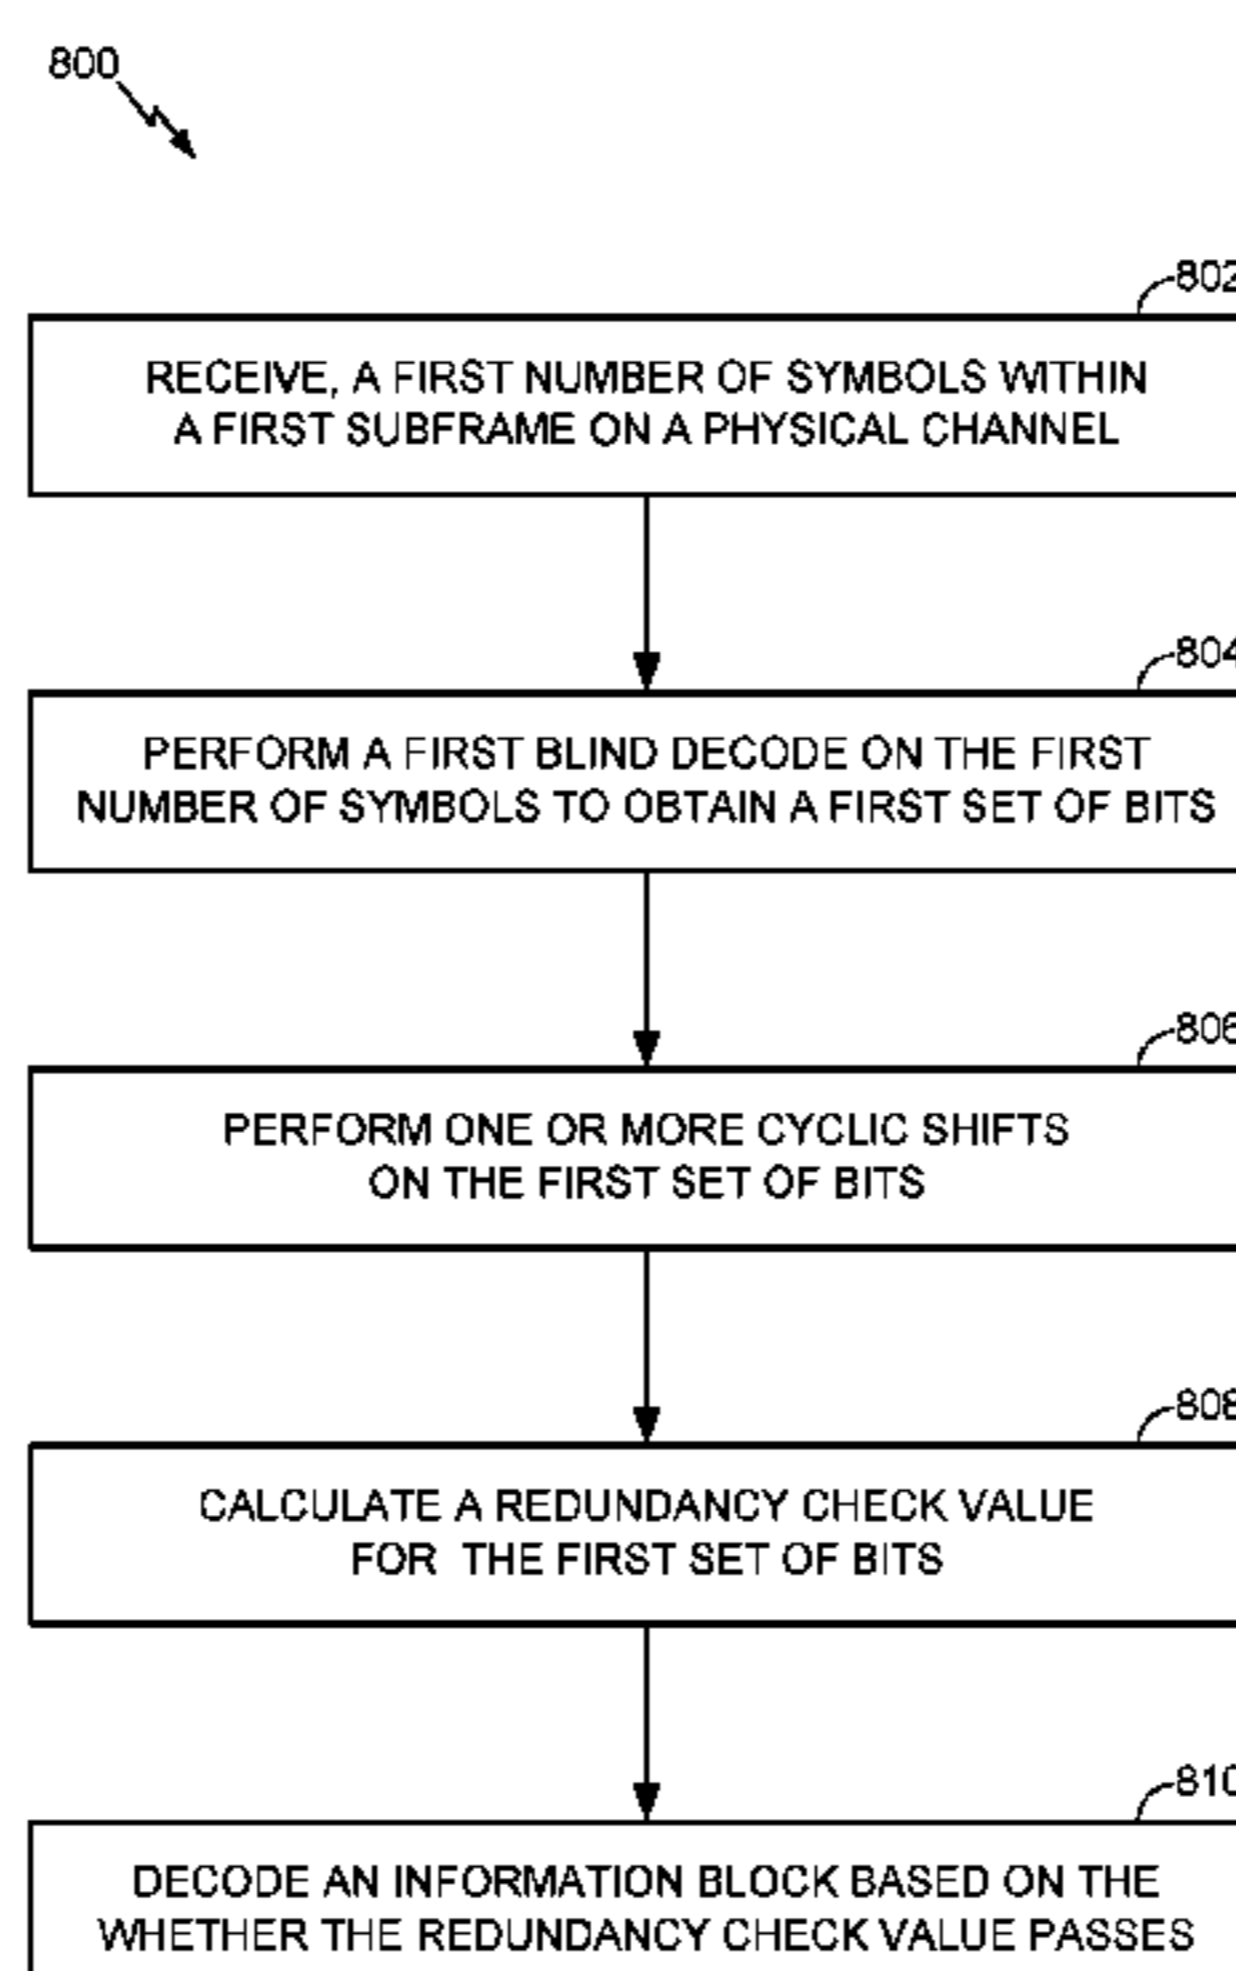 800
802
RECEIVE, A FIRST NUMBER OF SYMBOLS WITHIN
A FIRST SUBFRAME ON A PHYSICAL CHANNEL
804
PERFORM A FIRST BLIND DECODE ON THE FIRST
NUMBER OF SYMBOLS TO OBTAIN A FIRST SET OF BITS
806
PERFORM ONE OR MORE CYCLIC SHIFTS
ON THE FIRST SET OF BITS
808
CALCULATE A REDUNDANCY CHECK VALUE
FOR THE FIRST SET OF BITS
810
DECODE AN INFORMATION BLOCK BASED ON THE
WHETHER THE REDUNDANCY CHECK VALUE PASSES